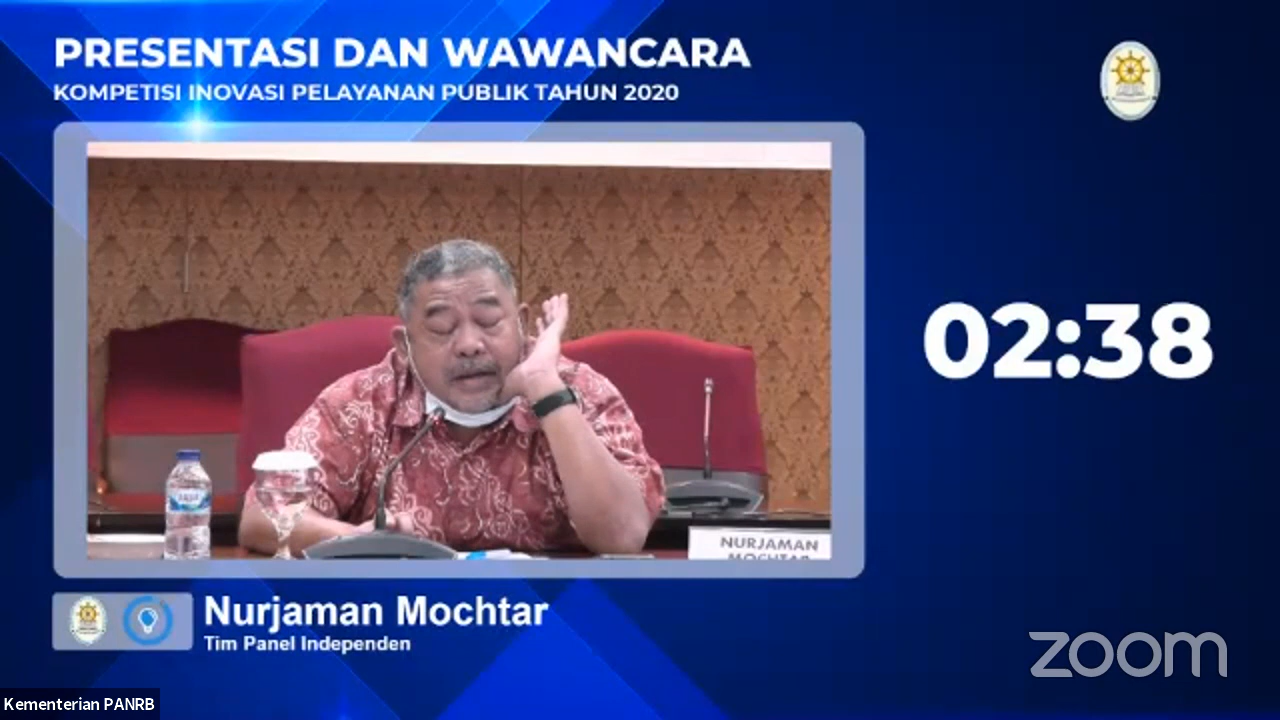 PRESENTASI DAN WAWANCARA
KOMPETISI INOVASI PELAYANAN PUBLIK TAHUN 2020
02:38
NURJAMAN
MOCHTAR
Nurjaman Mochtar
Tim Panel Independen
zoom
Kementerian PANRB